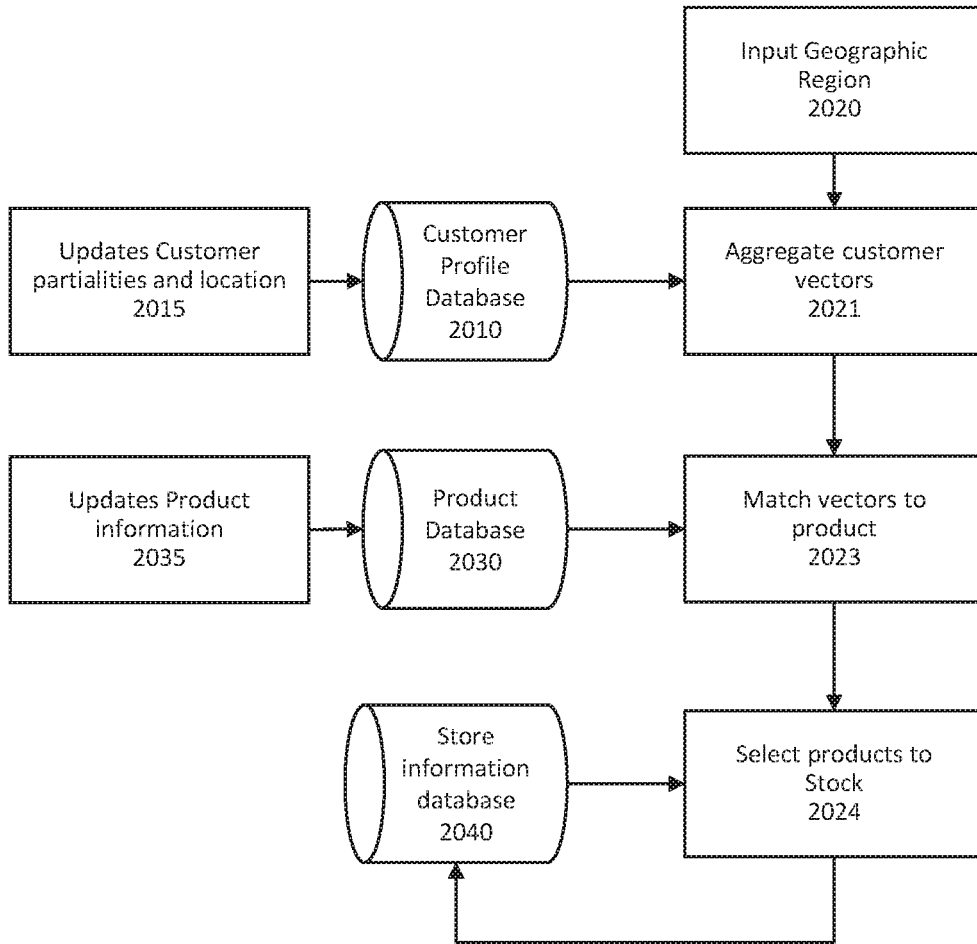 Input Geographic
Region
2020
Updates Customer
partialities and location
2015
Customer
Profile
Database
2010
Aggregate customer
vectors
2021
Updates Product
information
2035
Product
Database
2030
Match vectors to
product
2023
Store
information
database
2040
Select products to
Stock
2024